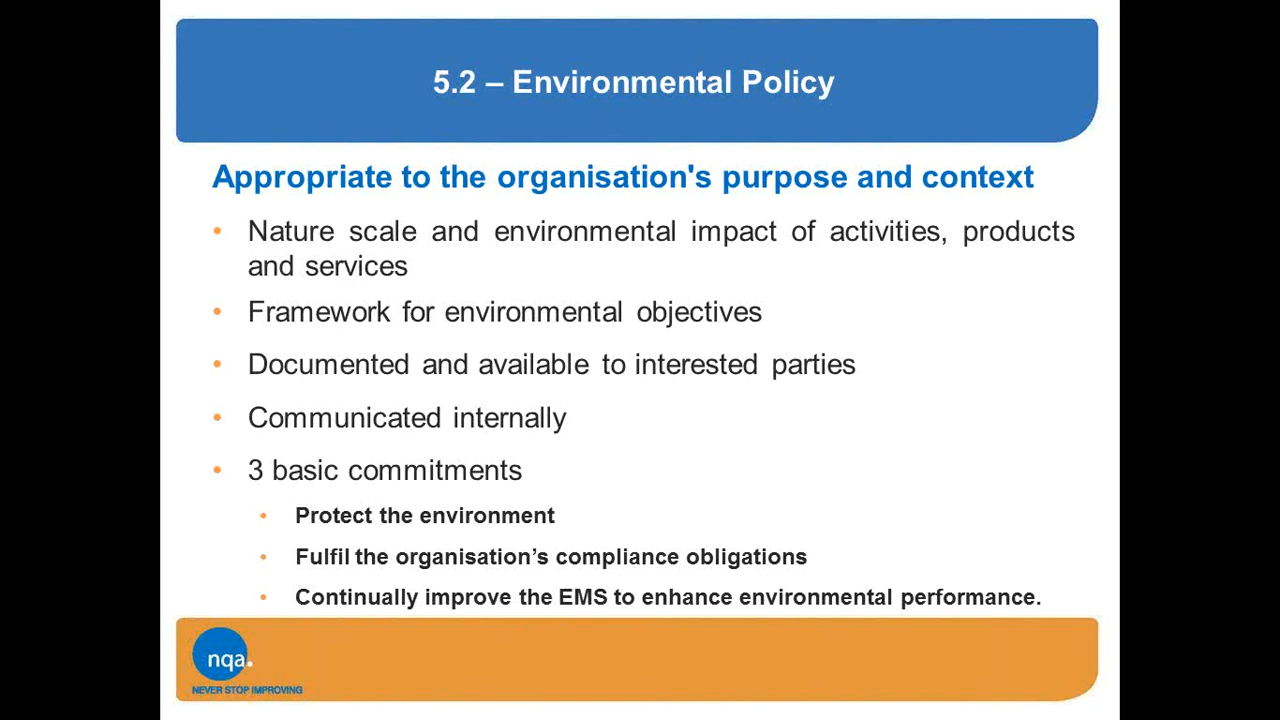 5.2 – Environmental Policy
Appropriate to the organisation's purpose and context
• Nature scale and environmental impact of activities, products
and services
• Framework for environmental objectives
• Documented and available to interested parties
• Communicated internally
• 3 basic commitments
• Protect the environment
• Fulfil the organisation’s compliance obligations
• Continually improve the EMS to enhance environmental performance.
nqa.
NEVER STOP IMPROVING